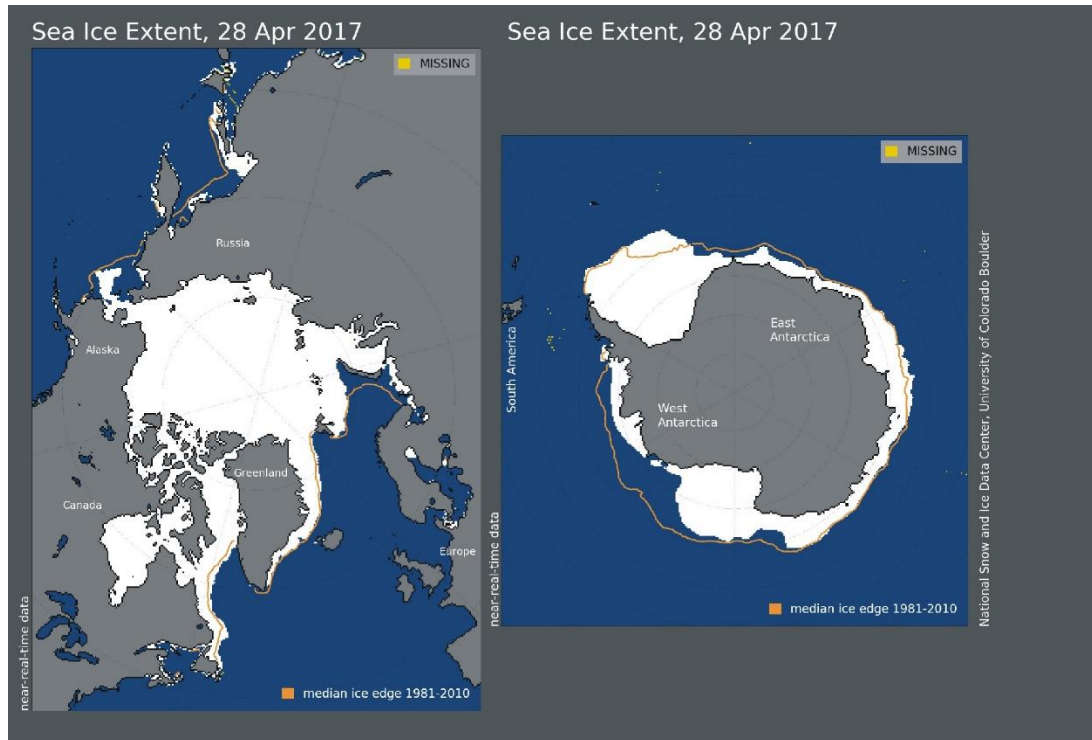 Sea Ice Extent, 28 Apr 2017
MISSING
Russia
Alaska
Greenland
Canada
Europe
near-real-time data
median ice edge 1981-2010
Sea Ice Extent, 28 Apr 2017
MISSING
East
Antarctica
South America
West
Antarctica
near-real-time data
median ice edge 1981-2010
National Snow and Ice Data Center, University of Colorado Boulder